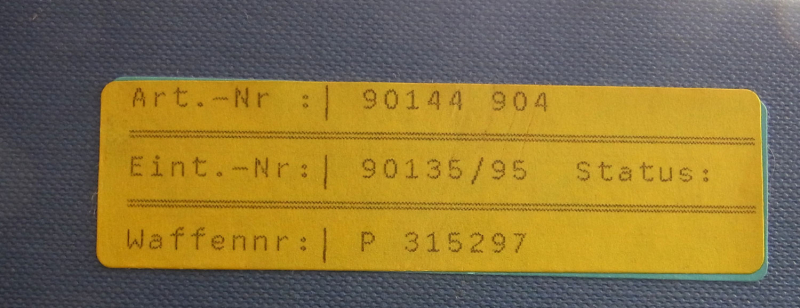 Art.-Nr :| 90144 904
Eint.-Nr:| 90135/95 Status:
Waffennr:| P 315297